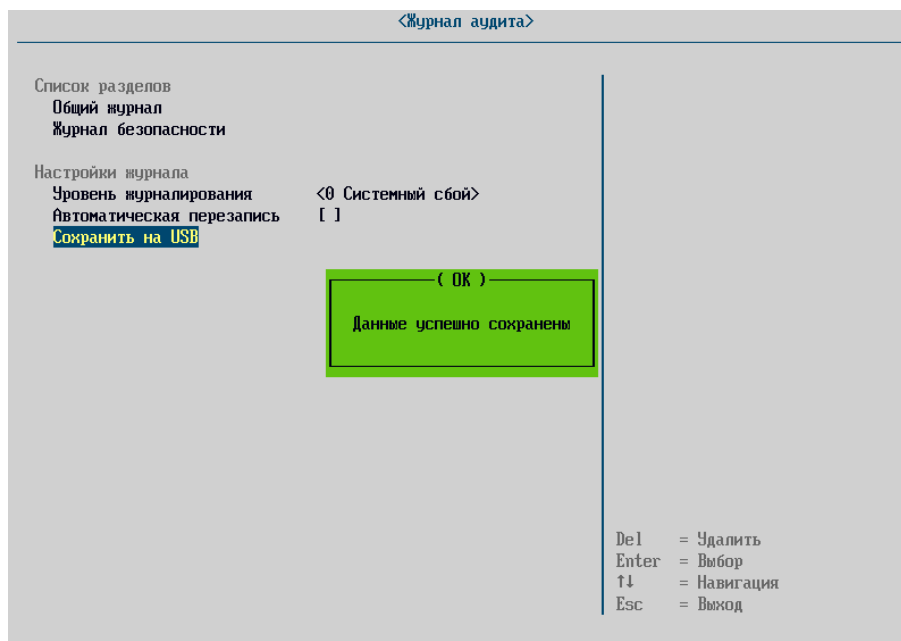 <Журнал аудита>
Список разделов
Общий журнал
Журнал безопасности
Настройки журнала
Уровень журналирования <0 Системный сбой>
Автоматическая перезапись [ ]
Сохранить на USB
( OK )
Данные успешно сохранены
Del = Удалить
Enter = Выбор
↑↓ = Навигация
Esc = Выход